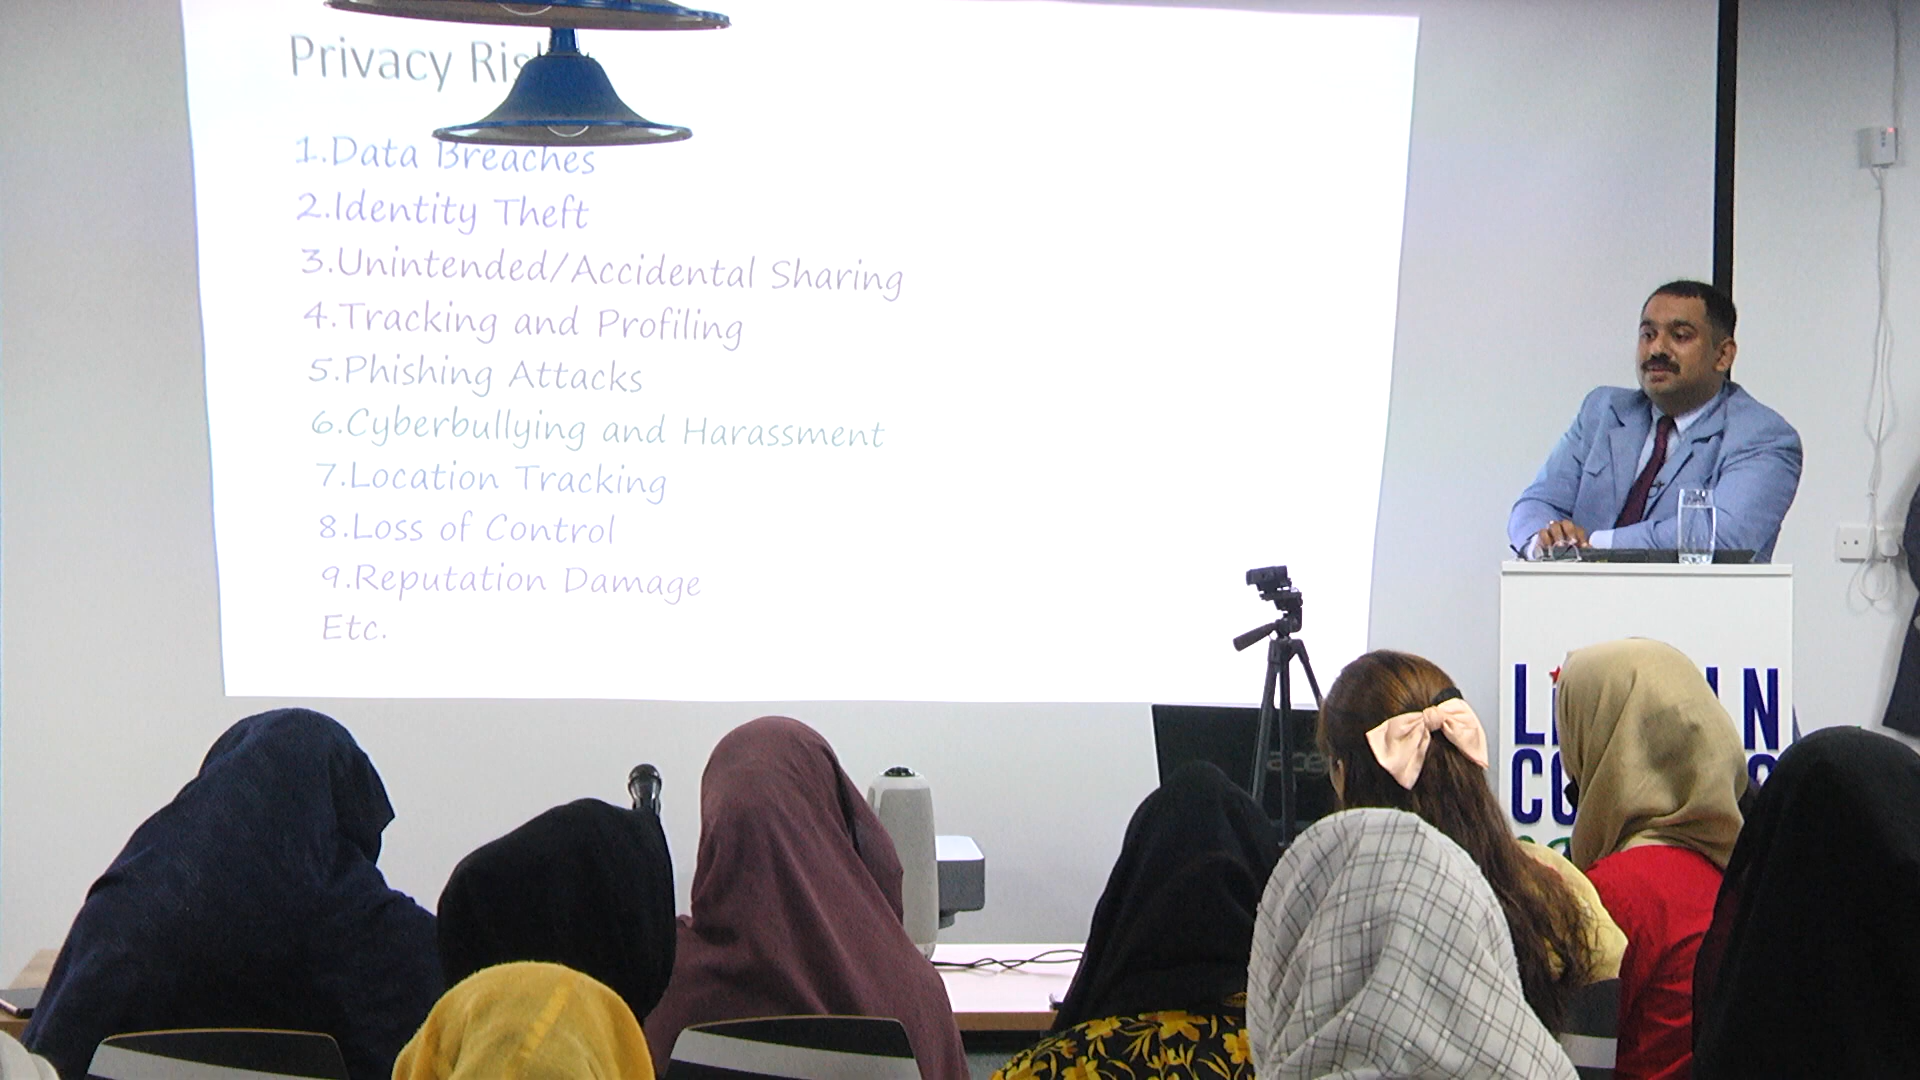 Privacy
1.Data Breaches
2.Identity Theft
3.Unintended/Accidental Sharing
4.Tracking and Profiling
5.Phishing Attacks
6.Cyberbullying and Harassment
7.Location Tracking
8.Loss of Control
9.Reputation Damage
Etc.
acer